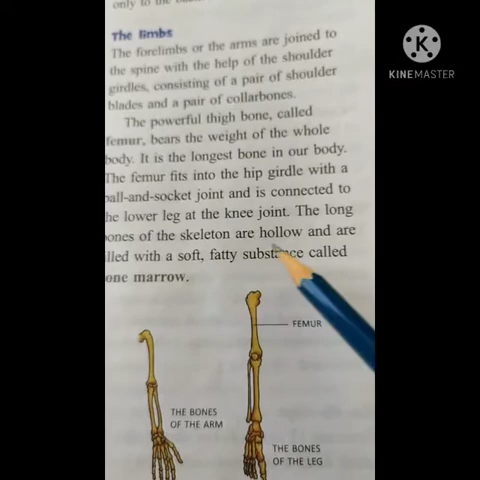 only to the
The limbs
The forelimbs or the arms are joined to
the spine with the help of the shoulder
girdles, consisting of a pair of shoulder
blades and a pair of collarbones.
The powerful thigh bone, called
femur, bears the weight of the whole
body. It is the longest bone in our body.
The femur fits into the hip girdle with a
ball-and-socket joint and is connected to
the lower leg at the knee joint. The long
bones of the skeleton are hollow and are
lled with a soft, fatty substance called
one marrow.
FEMUR
THE BONES
OF THE ARM
THE BONES
OF THE LEG
K
KINEMASTER